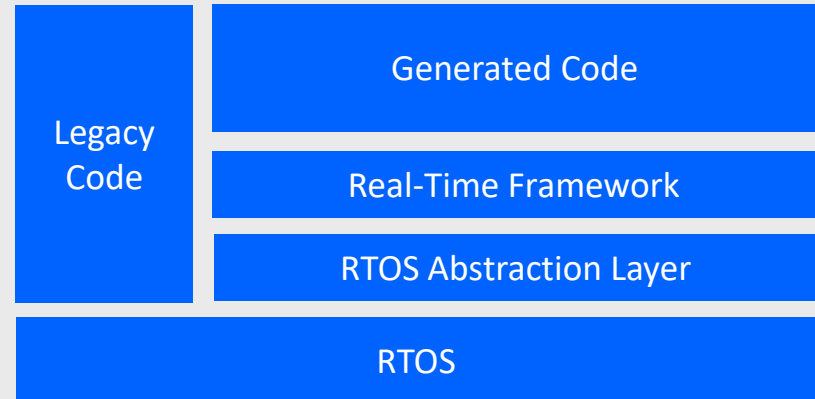 Legacy
Code
Generated Code
Real-Time Framework
RTOS Abstraction Layer
RTOS